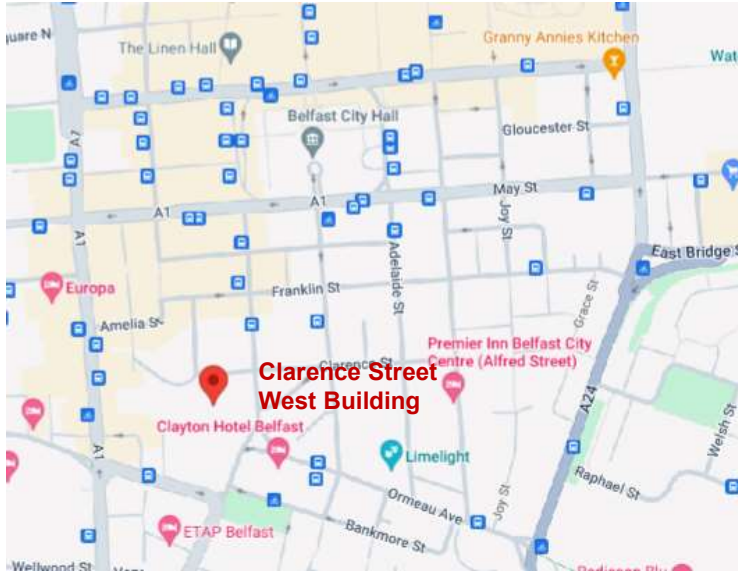 quare N
The Linen Hall
Granny Annies Kitchen
Wat
Belfast City Hall
Gloucester St
A1
May St
A1
A1
Joy St
A1
Adelaide St
East Bridge S
Europa
Franklin St
Grace St
Amelia St
Premier Inn Belfast City
Centre (Alfred Street)
Clarence St
Clarence Street
West Building
A24
Clayton Hotel Belfast
A1
Welsh St
Limelight
Raphael St
Ormeau Ave
Joy St
ETAP Belfast
Bankmore St
Wellwood St